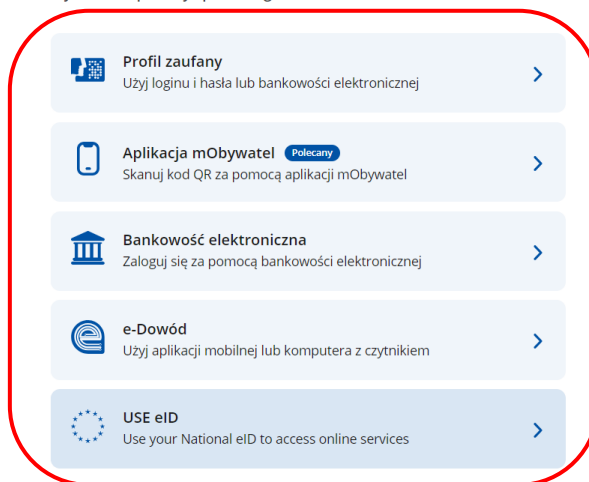 Profil zaufany
Użyj loginu i hasła lub bankowości elektronicznej
Aplikacja mObywatel Polecany
Skanuj kod QR za pomocą aplikacji mObywatel
Bankowość elektroniczna
Zaloguj się za pomocą bankowości elektronicznej
e-Dowód
Użyj aplikacji mobilnej lub komputera z czytnikiem
USE eID
Use your National eID to access online services